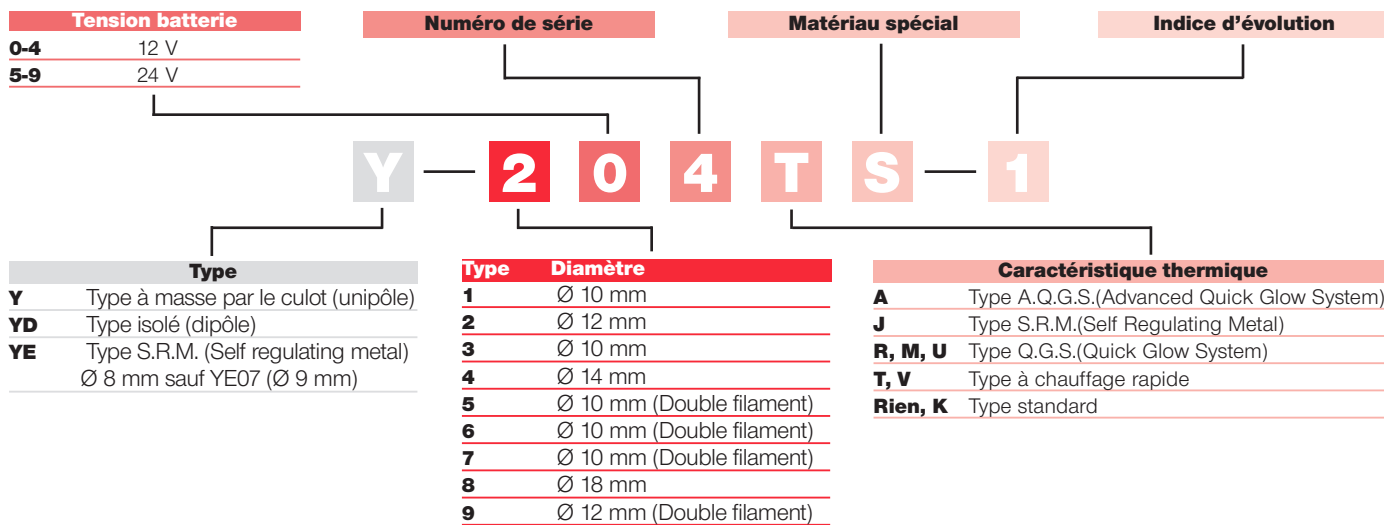 Tension batterie
0-4 12 V
5-9 24 V
Numéro de série
Matériau spécial
Indice d'évolution
Y 2 0 4 T S 1
Type
Y Type à masse par le culot (unipôle)
YD Type isolé (dipôle)
YE Type S.R.M. (Self regulating metal)
Ø 8 mm sauf YE07 (Ø 9 mm)
Type Diamètre
1 Ø 10 mm
2 Ø 12 mm
3 Ø 10 mm
4 Ø 14 mm
5 Ø 10 mm (Double filament)
6 Ø 10 mm (Double filament)
7 Ø 10 mm (Double filament)
8 Ø 18 mm
9 Ø 12 mm (Double filament)
Caractéristique thermique
A Type A.Q.G.S.(Advanced Quick Glow System)
J Type S.R.M.(Self Regulating Metal)
R, M, U Type Q.G.S.(Quick Glow System)
T, V Type à chauffage rapide
Rien, K Type standard